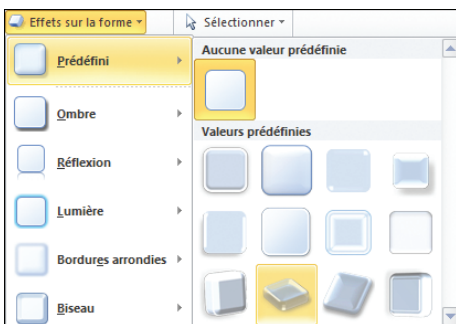 Effets sur la forme
Sélectionner
Prédéfini
Ombre
Réflexion
Lumière
Bordures arrondies
Biseau
Aucune valeur prédéfinie
Valeurs prédéfinies